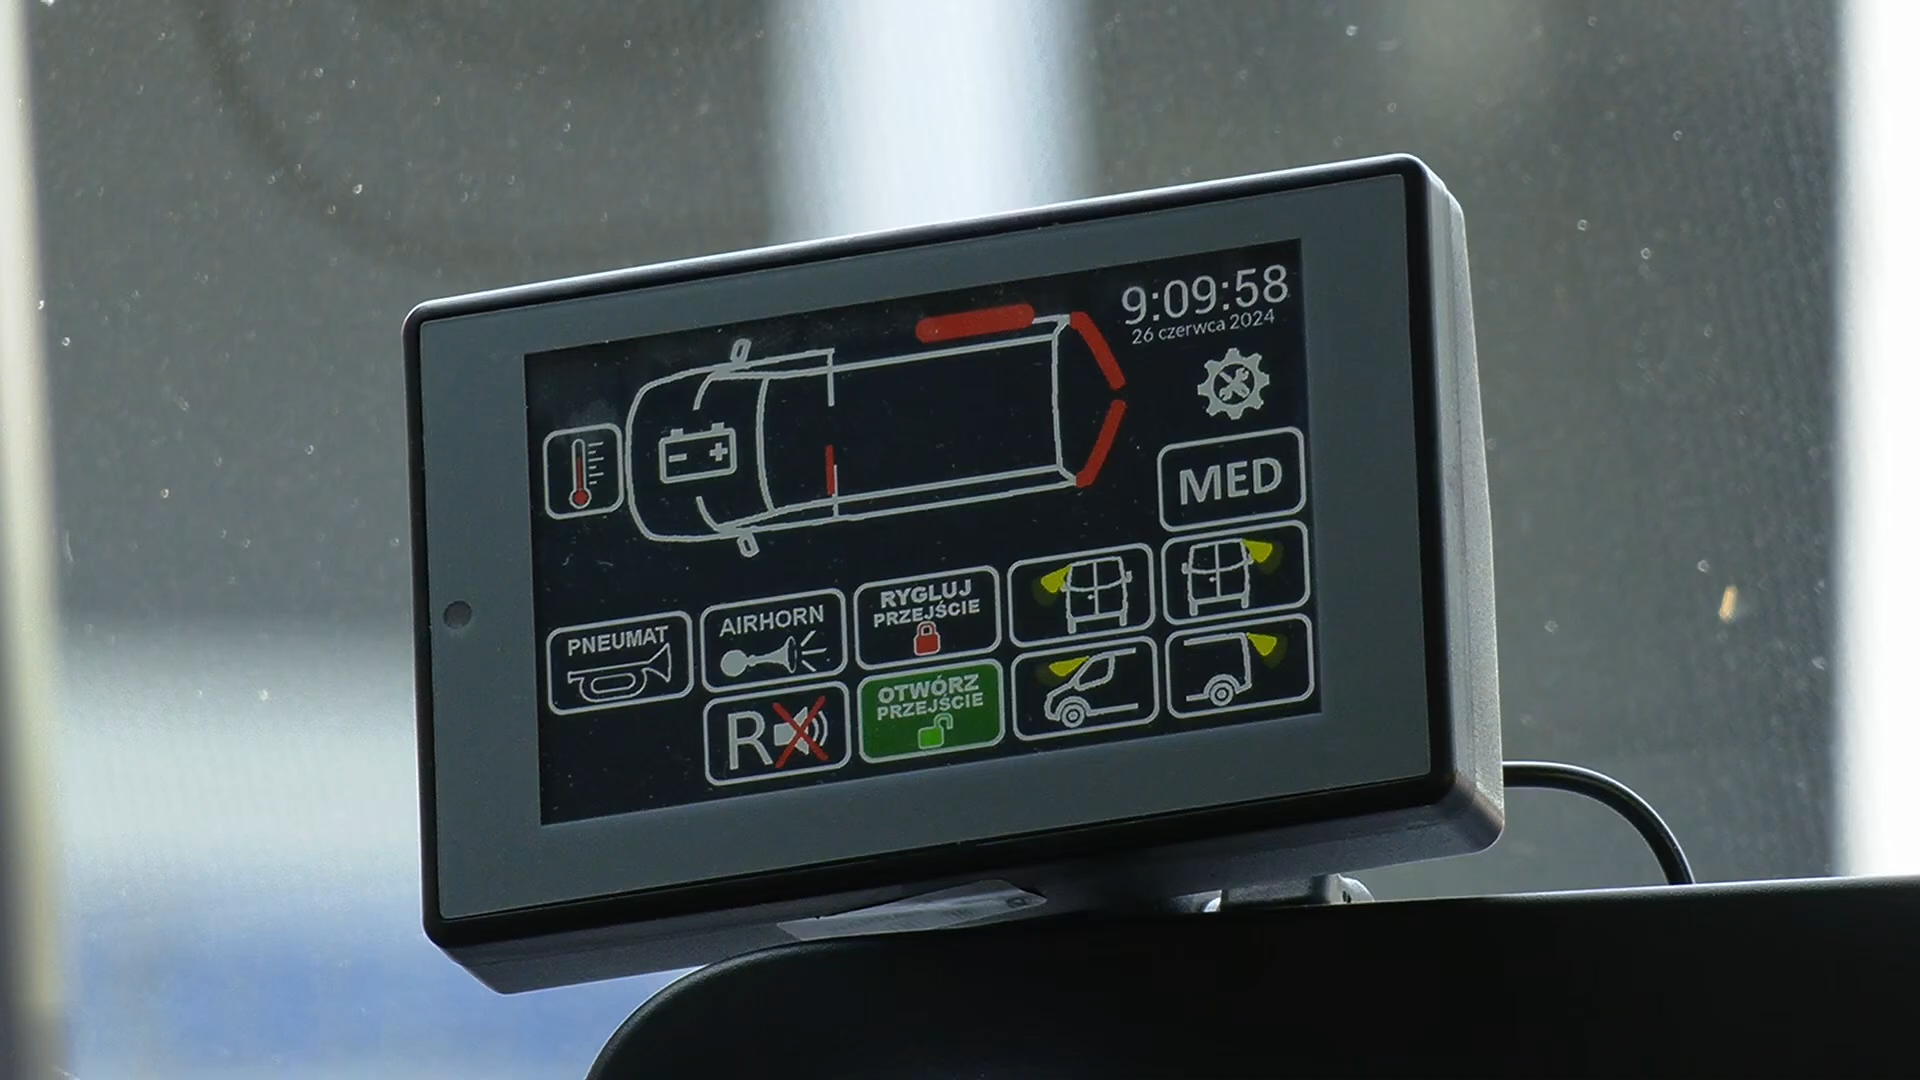 9:09:58
26 czerwca 2024
MED
PNEUMAT
AIRHORN
RYGLUJ
PRZEJŚCIE
R
OTWÓRZ
PRZEJŚCIE